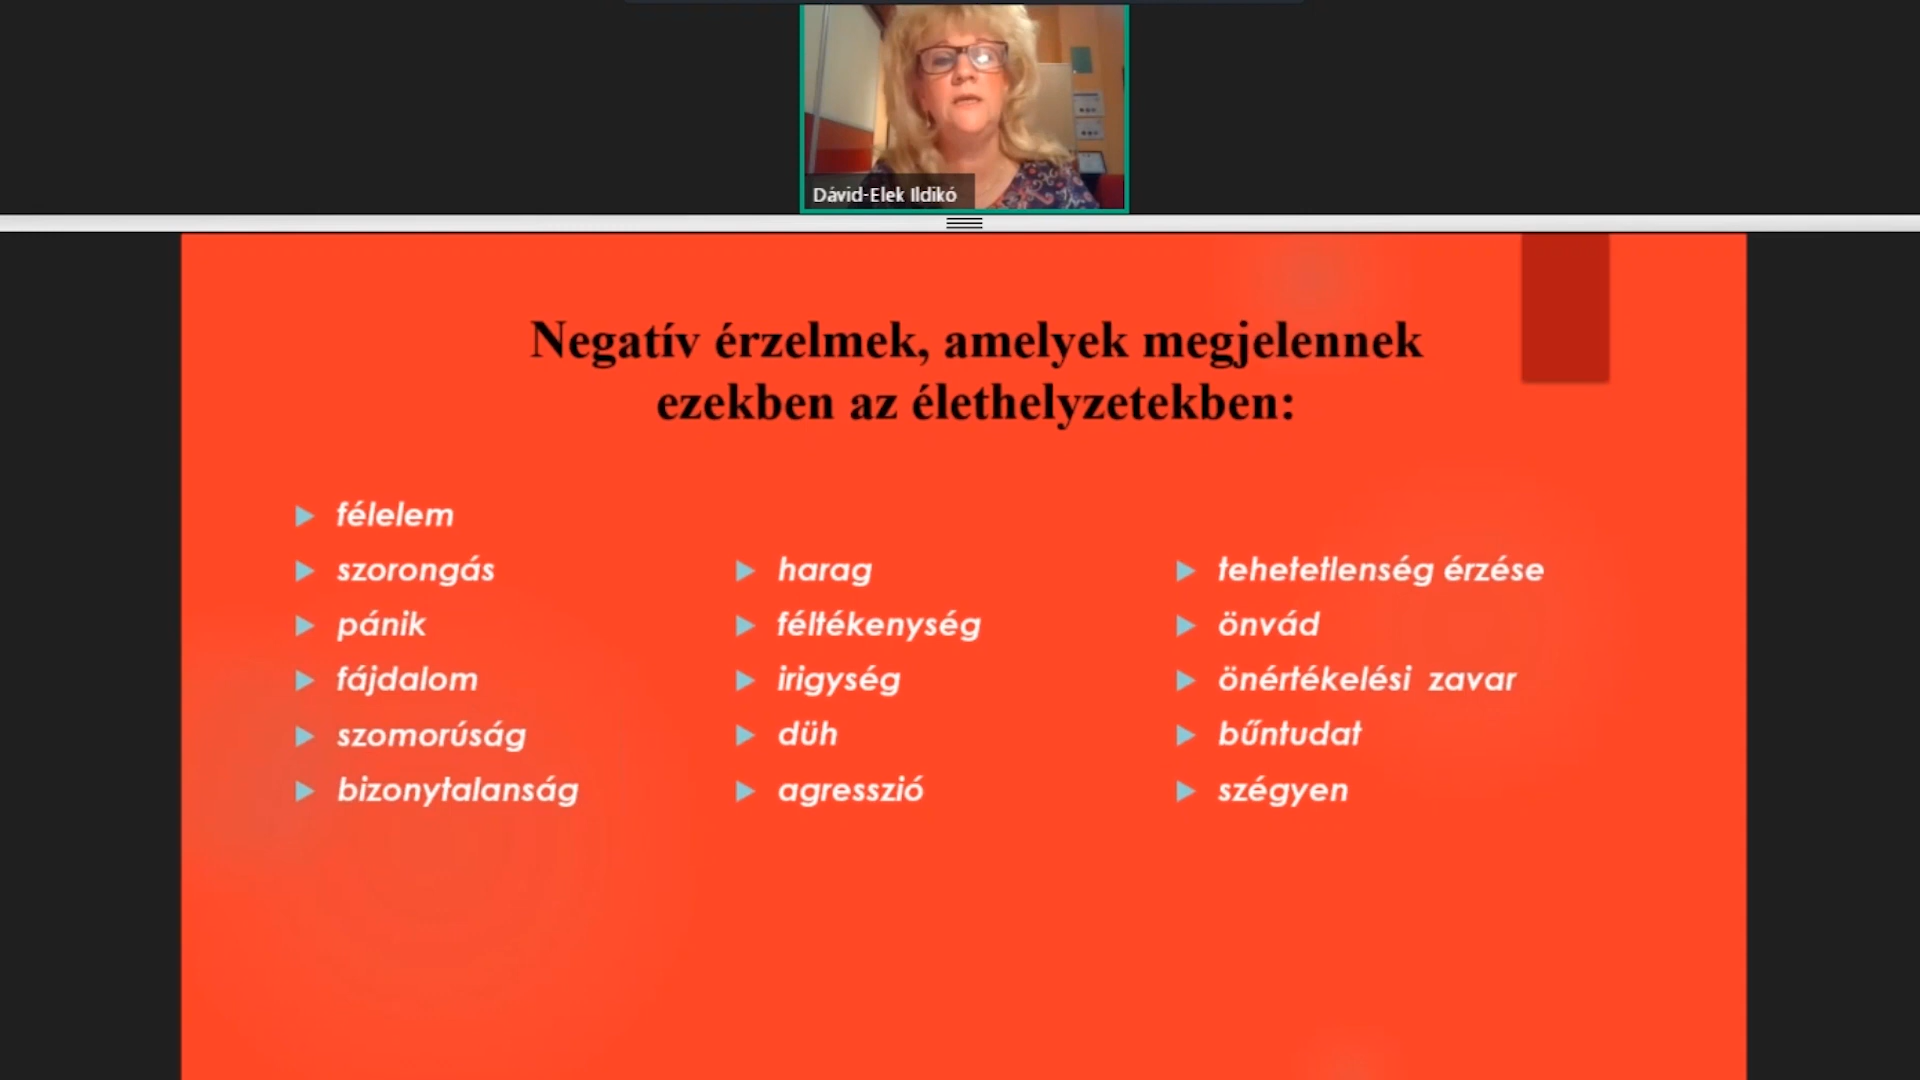 Dávid-Elek Ildikó
Negatív érzelmek, amelyek megjelennek
ezekben az élethelyzetekben:
félelem
szorongás
pánik
fájdalom
szomorúság
bizonytalanság
harag
féltékenység
irigység
düh
agresszió
tehetetlenség érzése
önvád
önértékelési zavar
bűntudat
szégyen